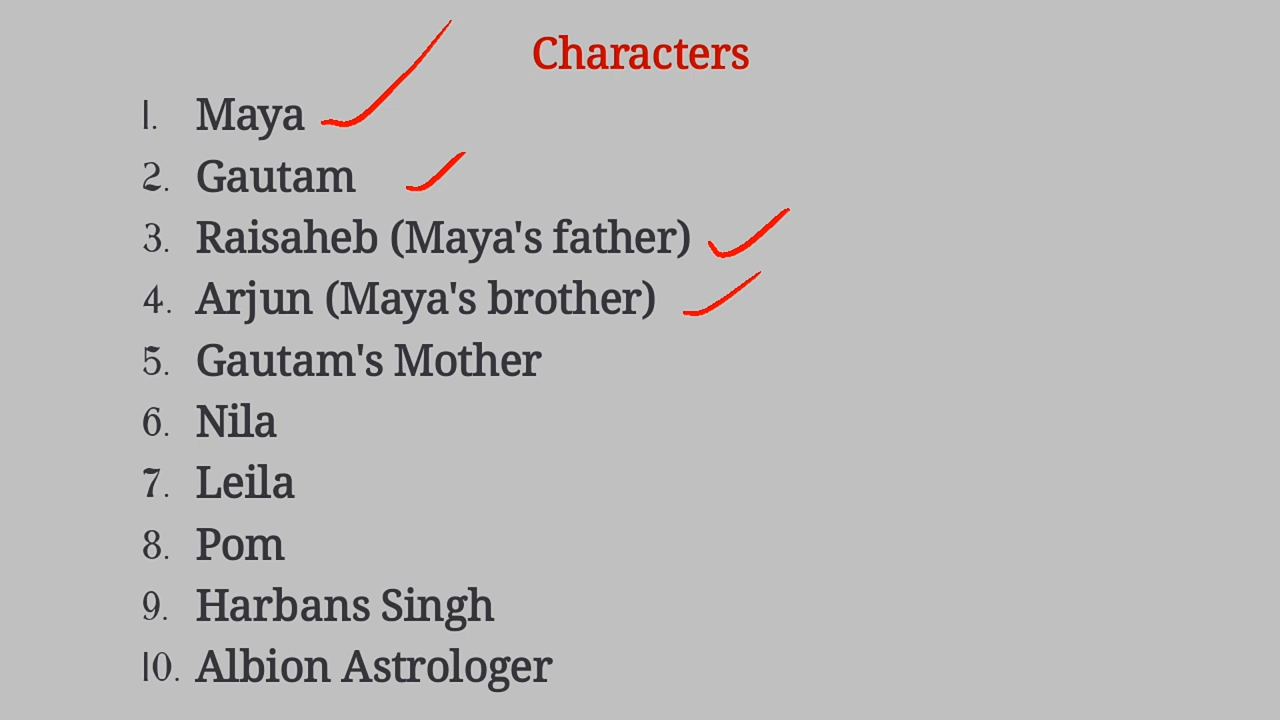 Characters
1. Maya
2. Gautam
3. Raisaheb (Maya's father)
4. Arjun (Maya's brother)
5. Gautam's Mother
6. Nila
7. Leila
8. Pom
9. Harbans Singh
10. Albion Astrologer